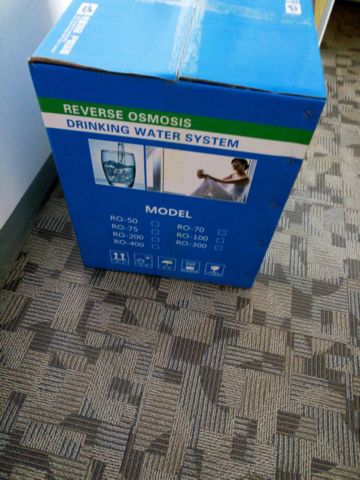 REVERSE OSMOSIS
DRINKING WATER SYSTEM
MODEL
RO-50 RO-70
RO-75 RO-100
RO-200 RO-300
RO-400